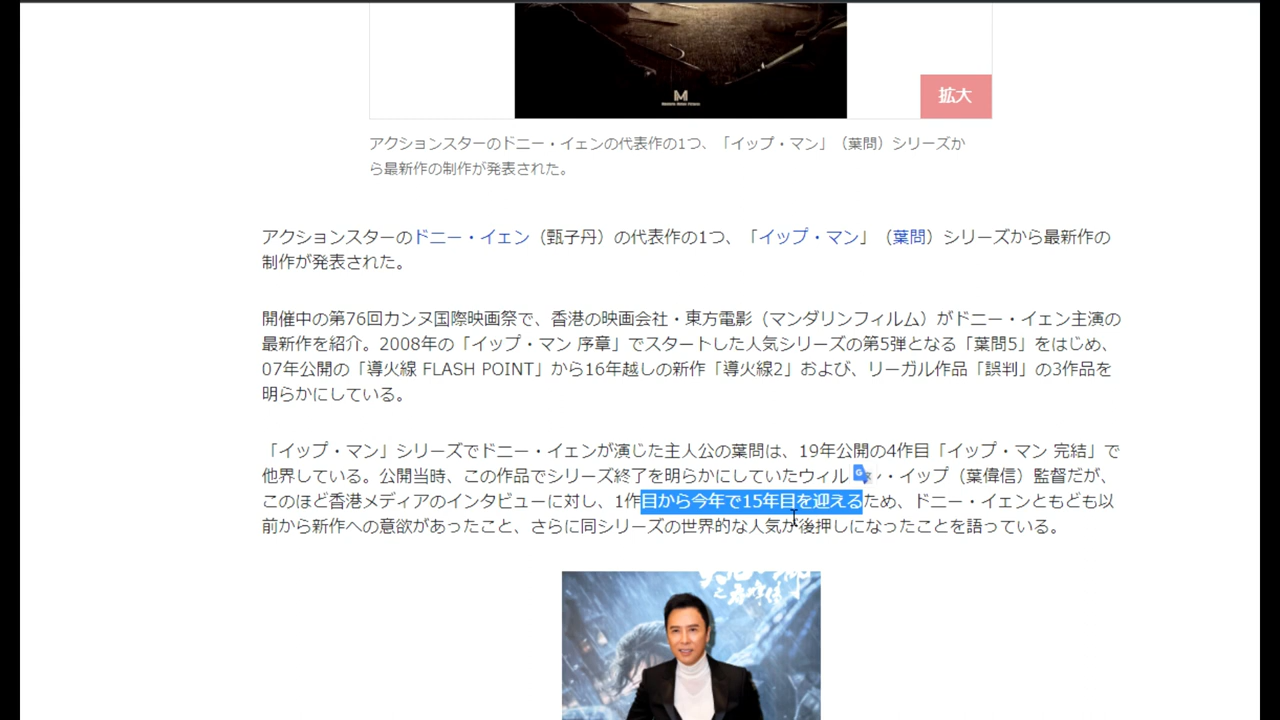 拡大
アクションスターのドニー・イェンの代表作の1つ、「イップ・マン」（葉問）シリーズか
ら最新作の制作が発表された。
アクションスターのドニー・イェン（甄子丹）の代表作の1つ、「イップ・マン」（葉問）シリーズから最新作の
制作が発表された。
開催中の第76回カンヌ国際映画祭で、香港の映画会社・東方電影（マンダリンフィルム）がドニー・イェン主演の
最新作を紹介。2008年の「イップ・マン 序章」でスタートした人気シリーズの第5弾となる「葉問5」をはじめ、
07年公開の「導火線 FLASH POINT」から16年越しの新作「導火線2」および、リーガル作品「誤判」の3作品を
明らかにしている。
「イップ・マン」シリーズでドニー・イェンが演じた主人公の葉問は、19年公開の4作目「イップ・マン 完結」で
他界している。公開当時、この作品でシリーズ終了を明らかにしていたウィル・イップ（葉偉信）監督だが、
このほど香港メディアのインタビューに対し、1作目から今年で15年目を迎えるため、ドニー・イェンともども以
前から新作への意欲があったこと、さらに同シリーズの世界的な人気が後押しになったことを語っている。